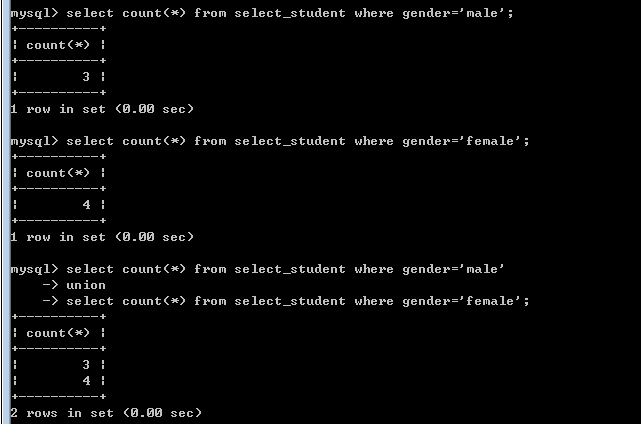 mysql> select count(*) from select_student where gender='male';
+----------+
| count(*) |
+----------+
|        3 |
+----------+
1 row in set (0.00 sec)
mysql> select count(*) from select_student where gender='female';
+----------+
| count(*) |
+----------+
|        4 |
+----------+
1 row in set (0.00 sec)
mysql> select count(*) from select_student where gender='male'
    -> union
    -> select count(*) from select_student where gender='female';
+----------+
| count(*) |
+----------+
|        3 |
|        4 |
+----------+
2 rows in set (0.00 sec)